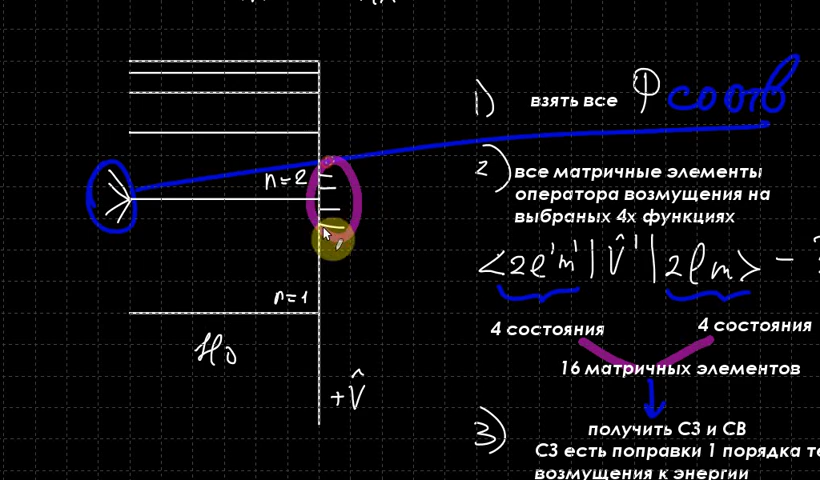 1) взять все Ф соотв
n=2
2) все матричные элементы
оператора возмущения на
выбраных 4х функциях
<2l'm'|V̂|2lm> - ?
n=1
4 состояния 4 состояния
H₀
16 матричных элементов
+V̂
получить СЗ и СВ
3) СЗ есть поправки 1 порядка те
возмущения к энергии